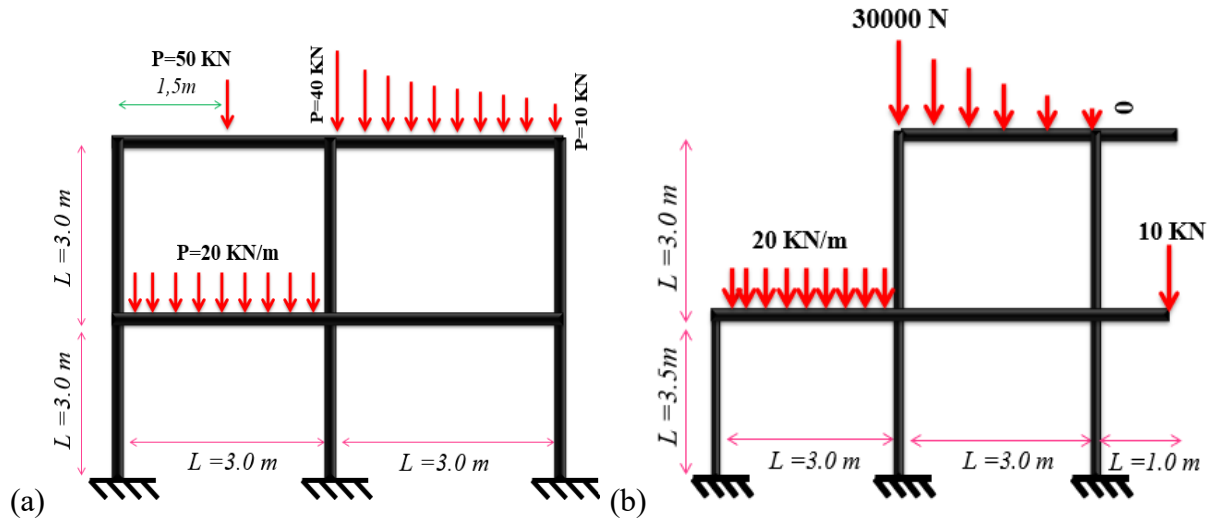 P=50 KN
1,5m
P=40 KN
P=10 KN
L =3.0 m
P=20 KN/m
L =3.0 m
L =3.0 m
L =3.0 m
(a)
30000 N
0
L =3.0 m
20 KN/m
10 KN
L =3.5m
L =3.0 m
L =3.0 m
L =1.0 m
(b)